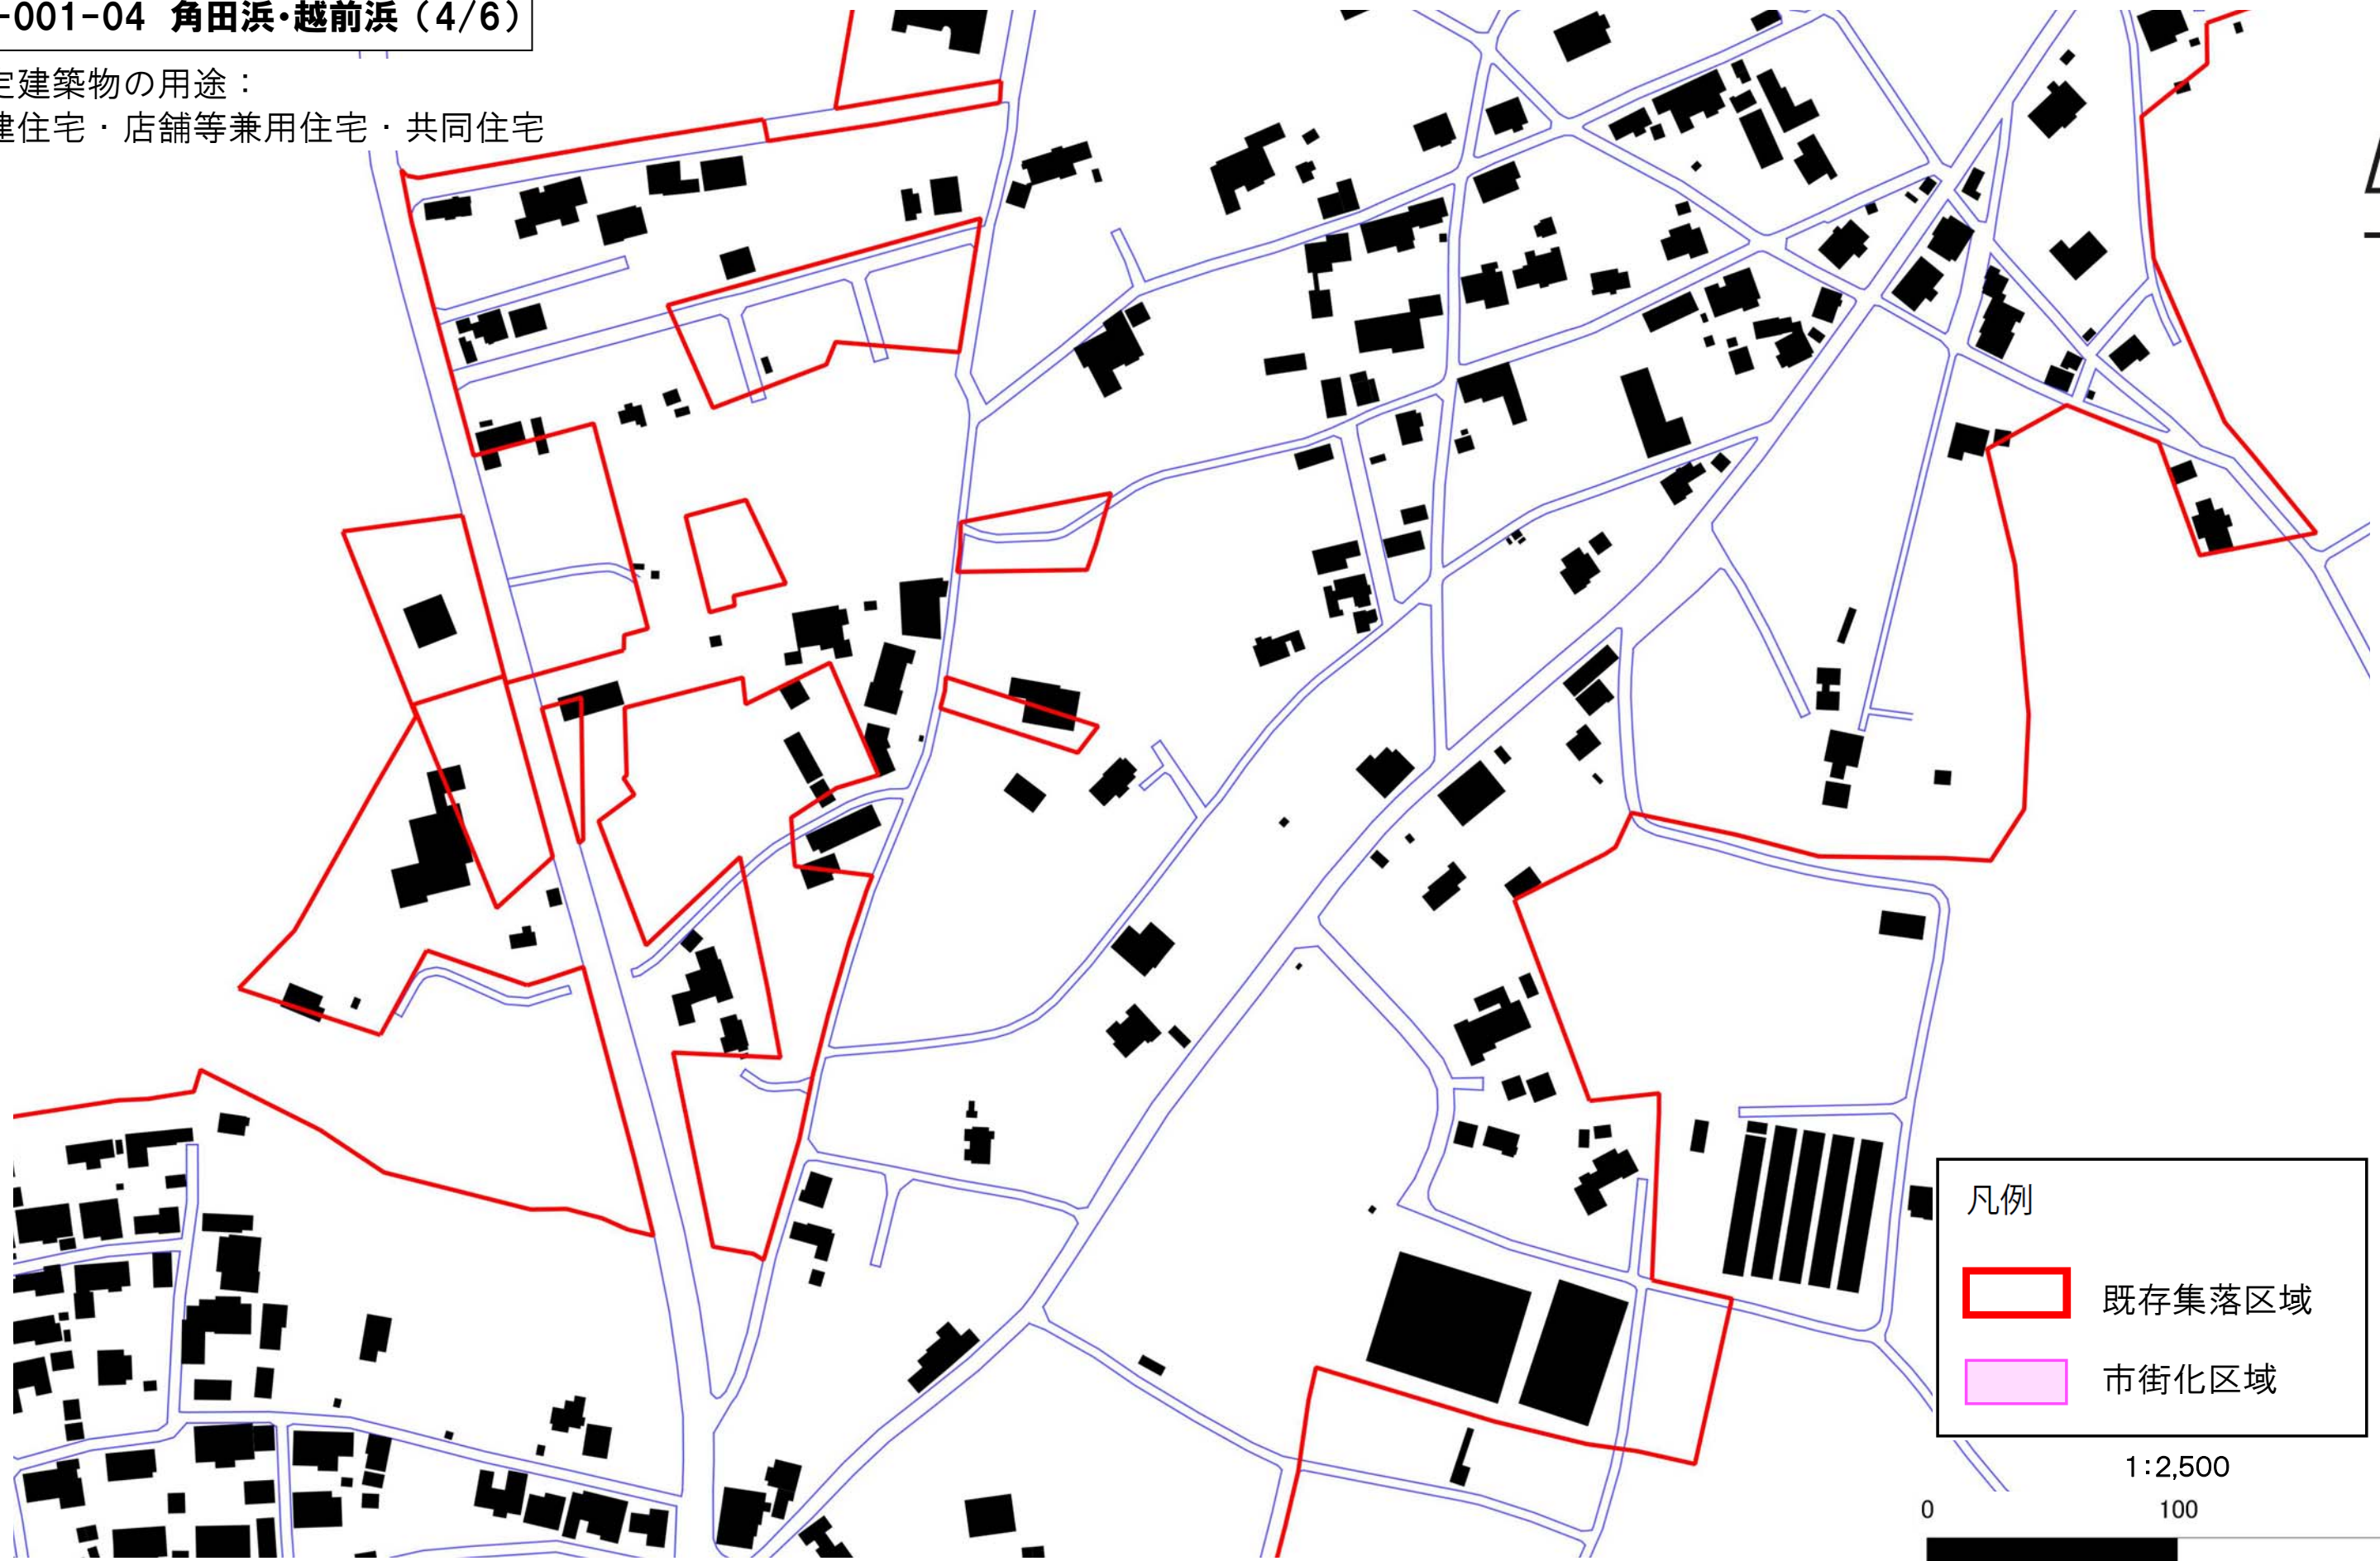 -001-04 角田浜・越前浜（4/6）
定建築物の用途：
建住宅・店舗等兼用住宅・共同住宅
凡例
既存集落区域
市街化区域
1：2,500
0 100